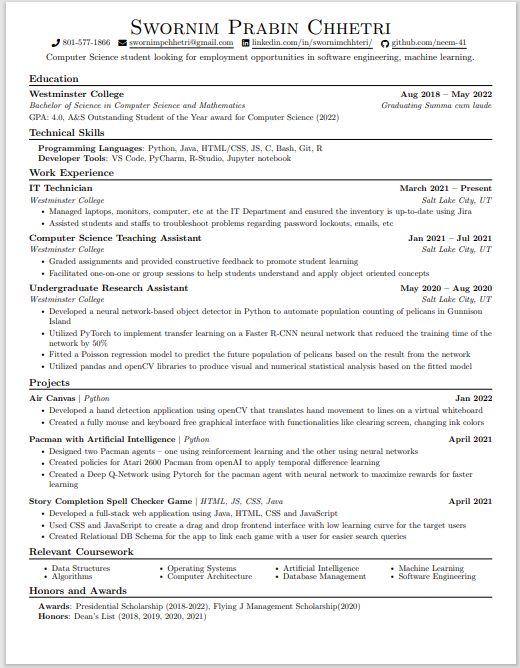 Swornim Prabin Chhetri
801-577-1866 swornimpchhetri@gmail.com linkedin.com/in/swornimchhteri/ github.com/neem-41
Computer Science student looking for employment opportunities in software engineering, machine learning.
Education
Westminster College Aug 2018 – May 2022
Bachelor of Science in Computer Science and Mathematics Graduating Summa cum laude
GPA: 4.0, A&S Outstanding Student of the Year award for Computer Science (2022)
Technical Skills
Programming Languages: Python, Java, HTML/CSS, JS, C, Bash, Git, R
Developer Tools: VS Code, PyCharm, R-Studio, Jupyter notebook
Work Experience
IT Technician March 2021 – Present
Westminster College Salt Lake City, UT
• Managed laptops, monitors, computer, etc at the IT Department and ensured the inventory is up-to-date using Jira
• Assisted students and staffs to troubleshoot problems regarding password lockouts, emails, etc
Computer Science Teaching Assistant Jan 2021 – Jul 2021
Westminster College Salt Lake City, UT
• Graded assignments and provided constructive feedback to promote student learning
• Facilitated one-on-one or group sessions to help students understand and apply object oriented concepts
Undergraduate Research Assistant May 2020 – Aug 2020
Westminster College Salt Lake City, UT
• Developed a neural network-based object detector in Python to automate population counting of pelicans in Gunnison
Island
• Utilized PyTorch to implement transfer learning on a Faster R-CNN neural network that reduced the training time of the
network by 50%
• Fitted a Poisson regression model to predict the future population of pelicans based on the result from the network
• Utilized pandas and openCV libraries to produce visual and numerical statistical analysis based on the fitted model
Projects
Air Canvas | Python Jan 2022
• Developed a hand detection application using openCV that translates hand movement to lines on a virtual whiteboard
• Created a fully mouse and keyboard free graphical interface with functionalities like clearing screen, changing ink colors
Pacman with Artificial Intelligence | Python April 2021
• Designed two Pacman agents – one using reinforcement learning and the other using neural networks
• Created policies for Atari 2600 Pacman from openAI to apply temporal difference learning
• Created a Deep Q-Network using Pytorch for the pacman agent with neural network to maximize rewards for faster
learning
Story Completion Spell Checker Game | HTML, JS, CSS, Java April 2021
• Developed a full-stack web application using Java, HTML, CSS and JavaScript
• Used CSS and JavaScript to create a drag and drop frontend interface with low learning curve for the target users
• Created Relational DB Schema for the app to link each game with a user for easier search queries
Relevant Coursework
• Data Structures • Operating Systems • Artificial Intelligence • Machine Learning
• Algorithms • Computer Architecture • Database Management • Software Engineering
Honors and Awards
Awards: Presidential Scholarship (2018-2022), Flying J Management Scholarship(2020)
Honors: Dean's List (2018, 2019, 2020, 2021)